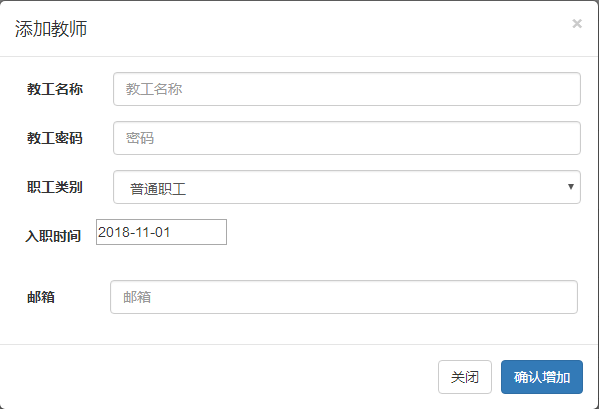 添加教师 ×
教工名称 教工名称
教工密码 密码
职工类别 普通职工
入职时间 2018-11-01
邮箱 邮箱
关闭 确认增加